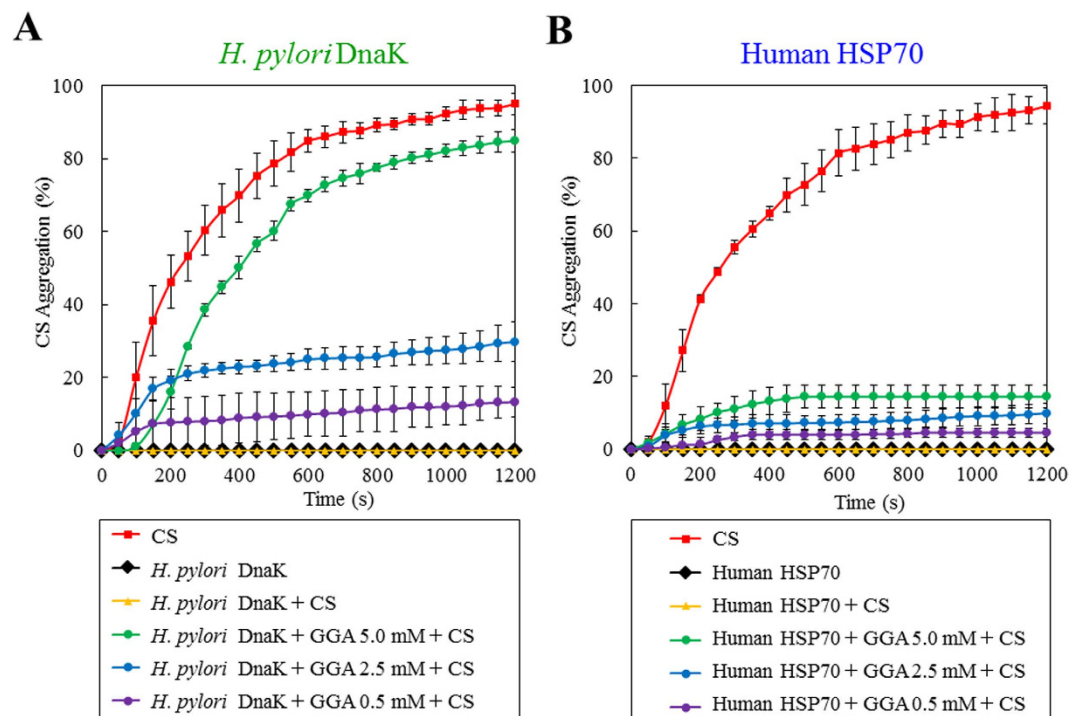 A
H. pylori DnaK
CS Aggregation (%)
100
80
60
40
20
0
0 200 400 600 800 1000 1200
Time (s)
CS
H. pylori DnaK
H. pylori DnaK + CS
H. pylori DnaK + GGA 5.0 mM + CS
H. pylori DnaK + GGA 2.5 mM + CS
H. pylori DnaK + GGA 0.5 mM + CS
B
Human HSP70
CS Aggregation (%)
100
80
60
40
20
0
0 200 400 600 800 1000 1200
Time (s)
CS
Human HSP70
Human HSP70 + CS
Human HSP70 + GGA 5.0 mM + CS
Human HSP70 + GGA 2.5 mM + CS
Human HSP70 + GGA 0.5 mM + CS